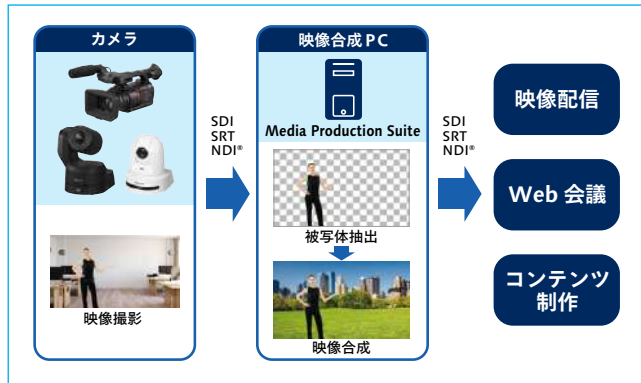 カメラ
映像撮影
SDI
SRT
NDI®
映像合成PC
Media Production Suite
被写体抽出
映像合成
SDI
SRT
NDI®
映像配信
Web 会議
コンテンツ
制作